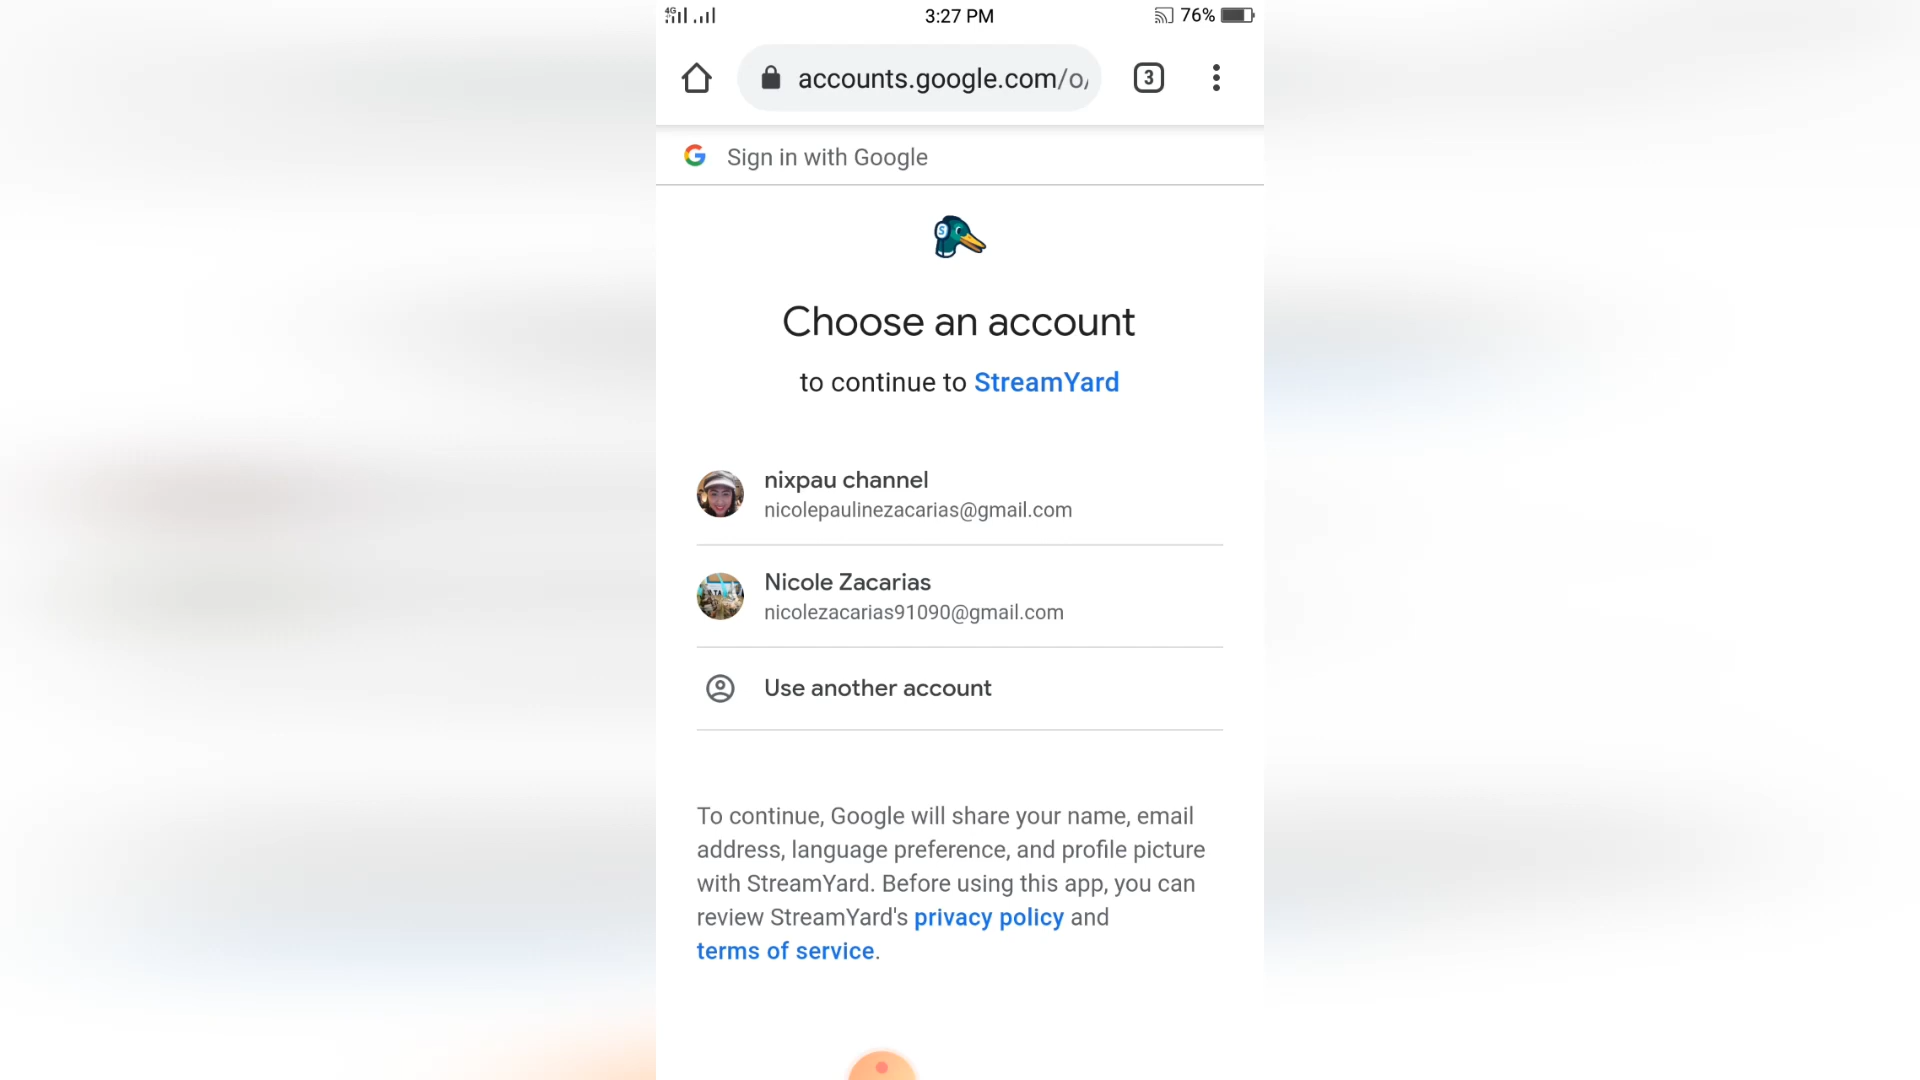 4G 3:27 PM 76%
accounts.google.com/o/ 3
Sign in with Google
S
Choose an account
to continue to StreamYard
nixpau channel
nicolepaulinezacarias@gmail.com
Nicole Zacarias
nicolezacarias91090@gmail.com
Use another account
To continue, Google will share your name, email
address, language preference, and profile picture
with StreamYard. Before using this app, you can
review StreamYard's privacy policy and
terms of service.